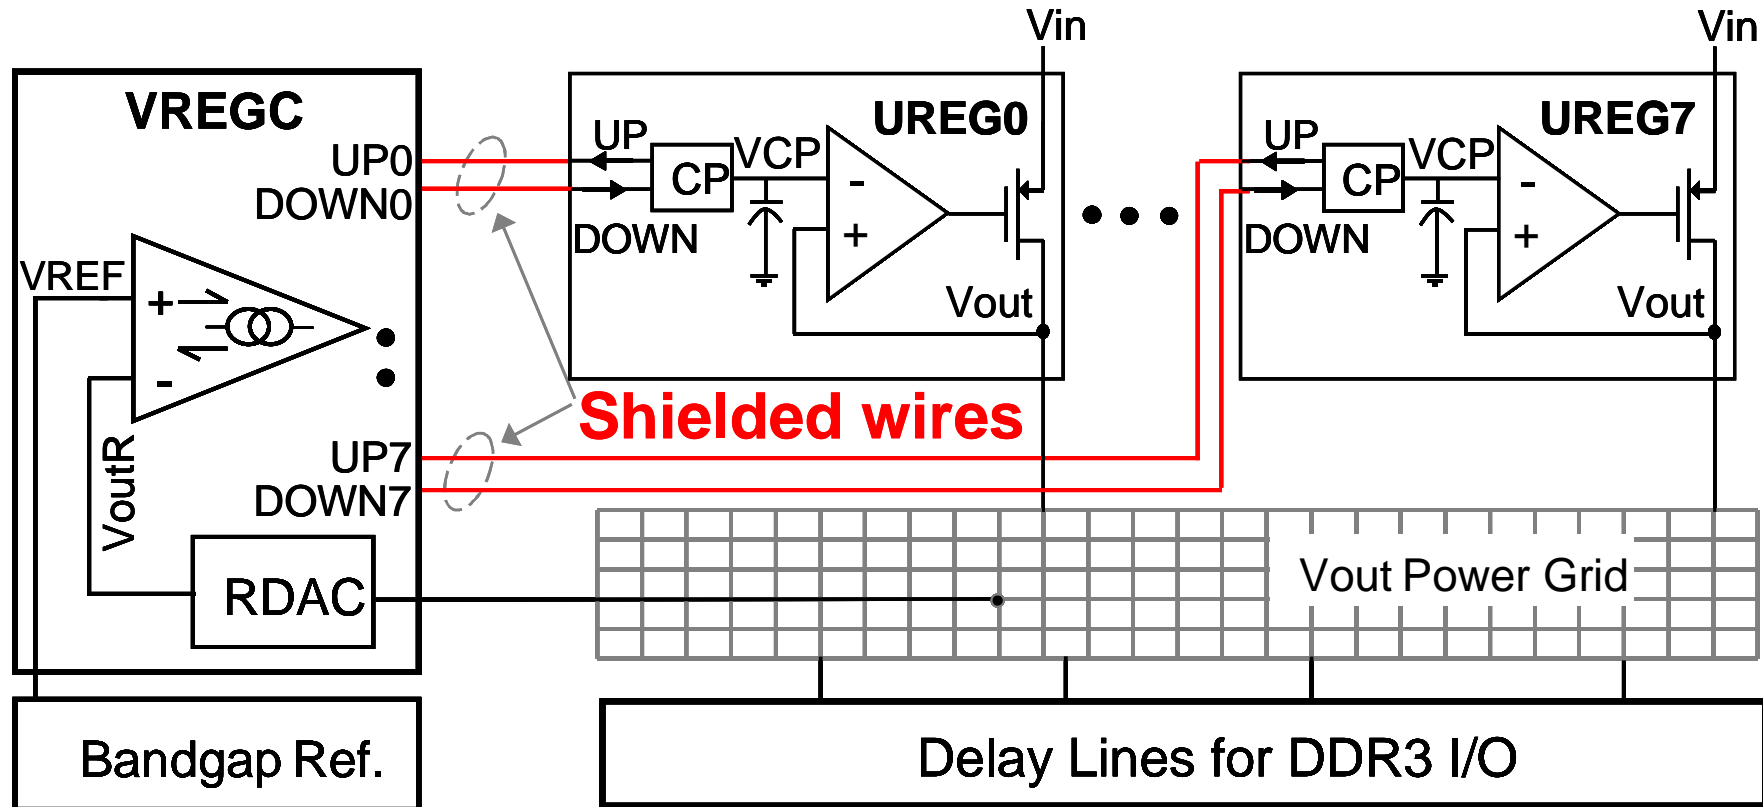 VREGC
UP0
DOWN0
VREF
+
-
VoutR
UP7
DOWN7
RDAC
Bandgap Ref.
Vin
UREG0
UP
VCP
CP
DOWN
-
+
Vout
Vin
UREG7
UP
VCP
CP
DOWN
-
+
Vout
Shielded wires
Vout Power Grid
Delay Lines for DDR3 I/O